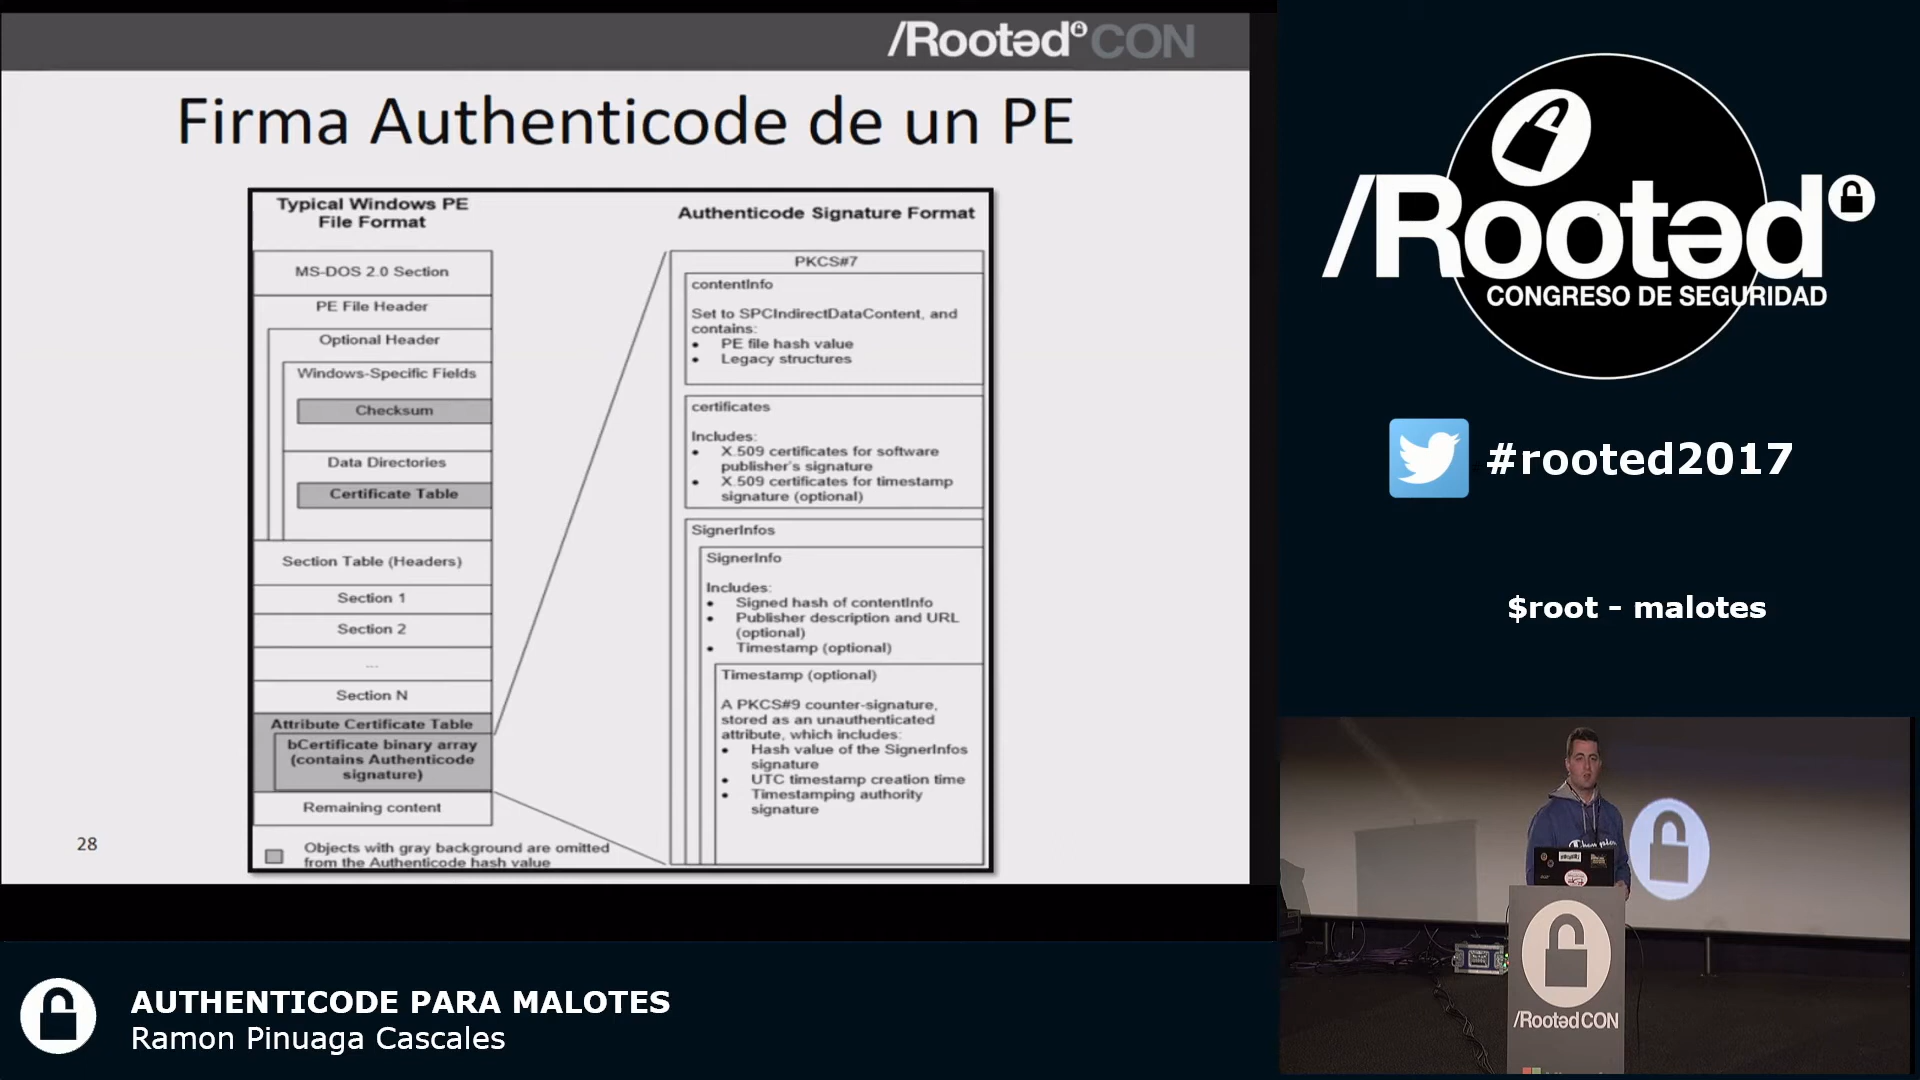 /Rootəd CON
Firma Authenticode de un PE
Typical Windows PE
File Format
MS-DOS 2.0 Section
PE File Header
Optional Header
Windows-Specific Fields
Checksum
Data Directories
Certificate Table
Section Table (Headers)
Section 1
Section 2
...
Section N
Attribute Certificate Table
bCertificate binary array
(contains Authenticode
signature)
Remaining content
Objects with gray background are omitted
from the Authenticode hash value
Authenticode Signature Format
PKCS#7
contentInfo
Set to SPCIndirectDataContent, and
contains:
• PE file hash value
• Legacy structures
certificates
Includes:
• X.509 certificates for software
publisher's signature
• X.509 certificates for timestamp
signature (optional)
SignerInfos
SignerInfo
Includes:
• Signed hash of contentInfo
• Publisher description and URL
(optional)
• Timestamp (optional)
Timestamp (optional)
A PKCS#9 counter-signature,
stored as an unauthenticated
attribute, which includes:
• Hash value of the SignerInfos
signature
• UTC timestamp creation time
• Timestamping authority
signature
28
/Rootəd
CONGRESO DE SEGURIDAD
#rooted2017
$root - malotes
Champion
/Rootəd CON
AUTHENTICODE PARA MALOTES
Ramon Pinuaga Cascales